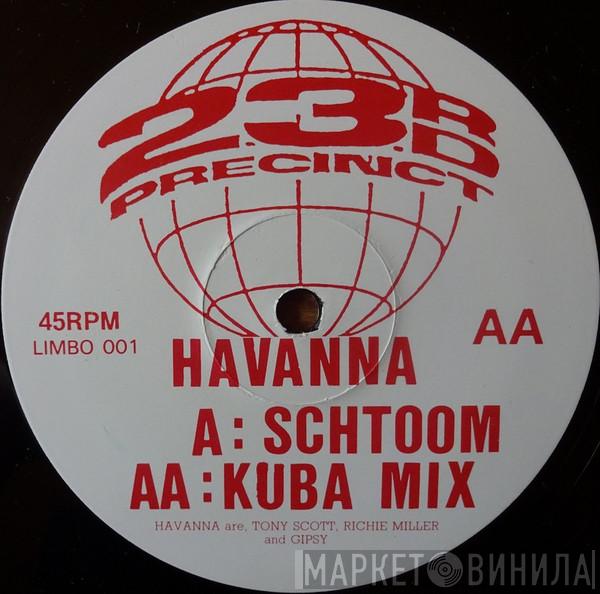 23RD
PRECINCT
45RPM
LIMBO 001
AA
HAVANNA
A: SCHTOOM
AA: KUBA MIX
HAVANNA are, TONY SCOTT, RICHIE MILLER
and GIPSY
МАРКЕТ ВИНИЛА